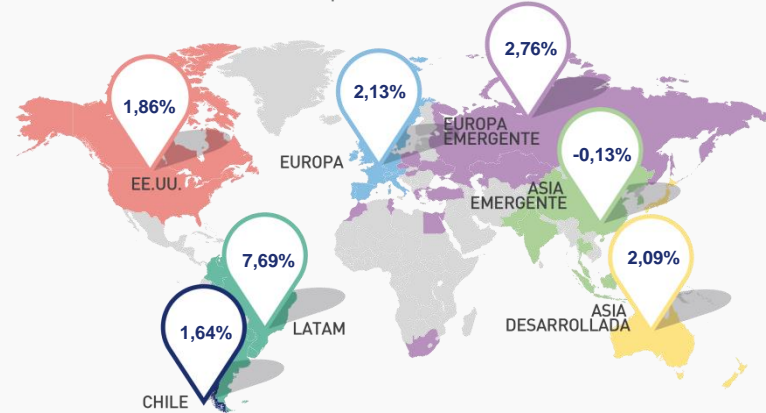 2,76%
1,86%
2,13%
EUROPA
EMERGENTE
EUROPA
-0,13%
EE.UU.
ASIA
EMERGENTE
7,69%
2,09%
1,64%
LATAM
ASIA
DESARROLLADA
CHILE